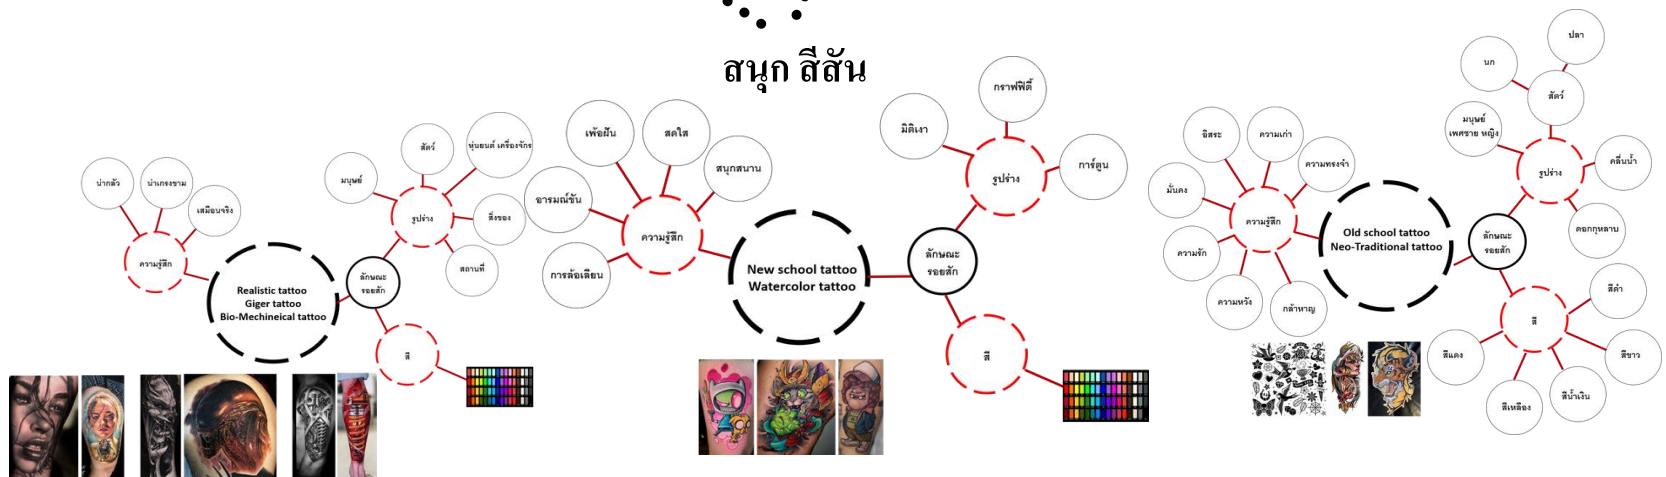 สนุก สีสัน
น่ากลัว
น่าเกรงขาม
เสมือนจริง
ความรู้สึก
Realistic tattoo
Giger tattoo
Bio-Mechineical tattoo
ลักษณะ
รอยสัก
รูปร่าง
มนุษย์
สัตว์
หุ่นยนต์ เครื่องจักร
สิ่งของ
สถานที่
สี
เพ้อฝัน
สดใส
สนุกสนาน
อารมณ์ขัน
การล้อเลียน
ความรู้สึก
New school tattoo
Watercolor tattoo
ลักษณะ
รอยสัก
รูปร่าง
มิติเงา
กราฟฟิตี้
การ์ตูน
สี
อิสระ
ความเก่า
ความทรงจำ
มั่นคง
ความรัก
ความหวัง
กล้าหาญ
ความรู้สึก
Old school tattoo
Neo-Traditional tattoo
ลักษณะ
รอยสัก
รูปร่าง
มนุษย์
เพศชาย หญิง
สัตว์
นก
ปลา
คลื่นน้ำ
ดอกกุหลาบ
สี
สีดำ
สีขาว
สีน้ำเงิน
สีเหลือง
สีแดง